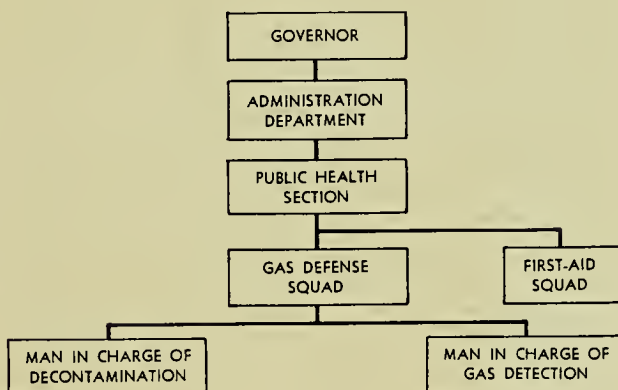 GOVERNOR
ADMINISTRATION
DEPARTMENT
PUBLIC HEALTH
SECTION
GAS DEFENSE
SQUAD
FIRST-AID
SQUAD
MAN IN CHARGE OF
DECONTAMINATION
MAN IN CHARGE OF
GAS DETECTION